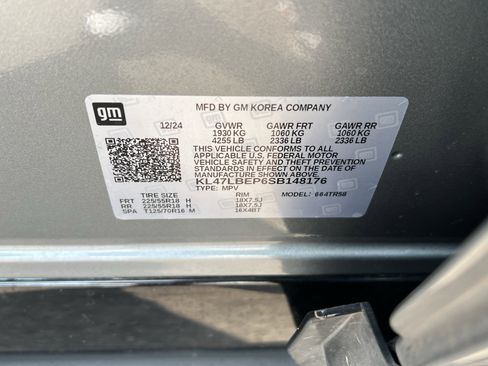 gm
MFD BY GM KOREA COMPANY
12/24 GVWR GAWR FRT GAWR RR
1930 KG 1060 KG 1060 KG
4255 LB 2336 LB 2336 LB
THIS VEHICLE CONFORMS TO ALL
APPLICABLE U.S. FEDERAL MOTOR
VEHICLE SAFETY AND THEFT PREVENTION
STANDARDS IN EFFECT ON THE DATE OF
MANUFACTURE SHOWN ABOVE.
KL47LBEP6SB148176
TYPE: MPV
TIRE SIZE RIM MODEL:
FRT 225/55R18 H 18X7.5J
RR 225/55R18 H 18X7.5J
SPA T125/70R16 M 16X4BT